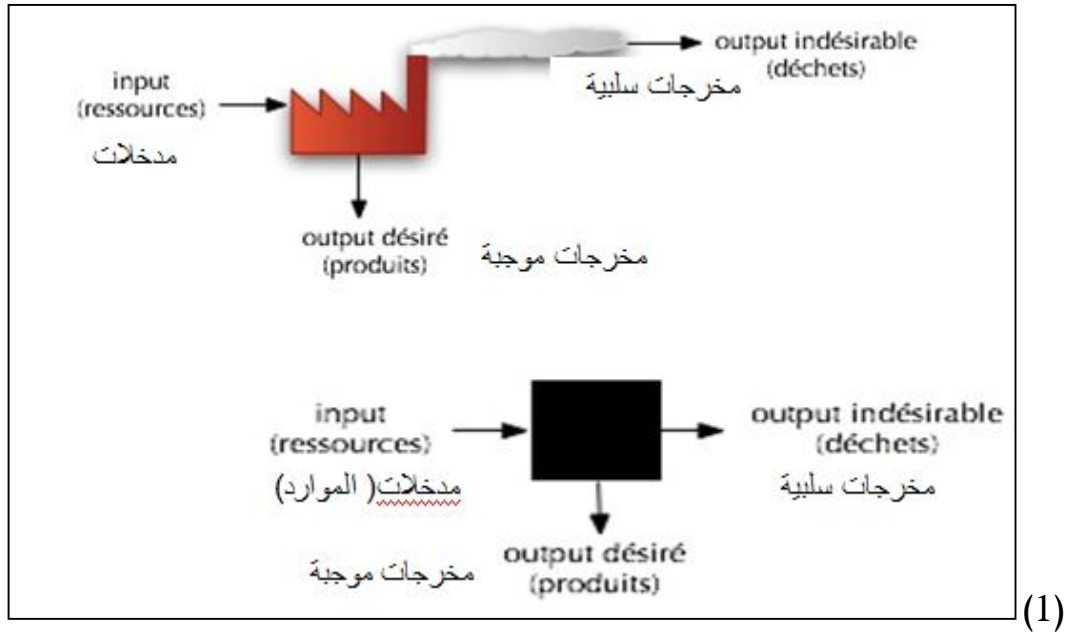 output indésirable
(déchets)
مخرجات سلبية
input
(ressources)
مدخلات
output désiré
(produits)
مخرجات موجبة
input
(ressources)
مدخلات( الموارد)
output indésirable
(déchets)
مخرجات سلبية
output désiré
(produits)
مخرجات موجبة
(1)